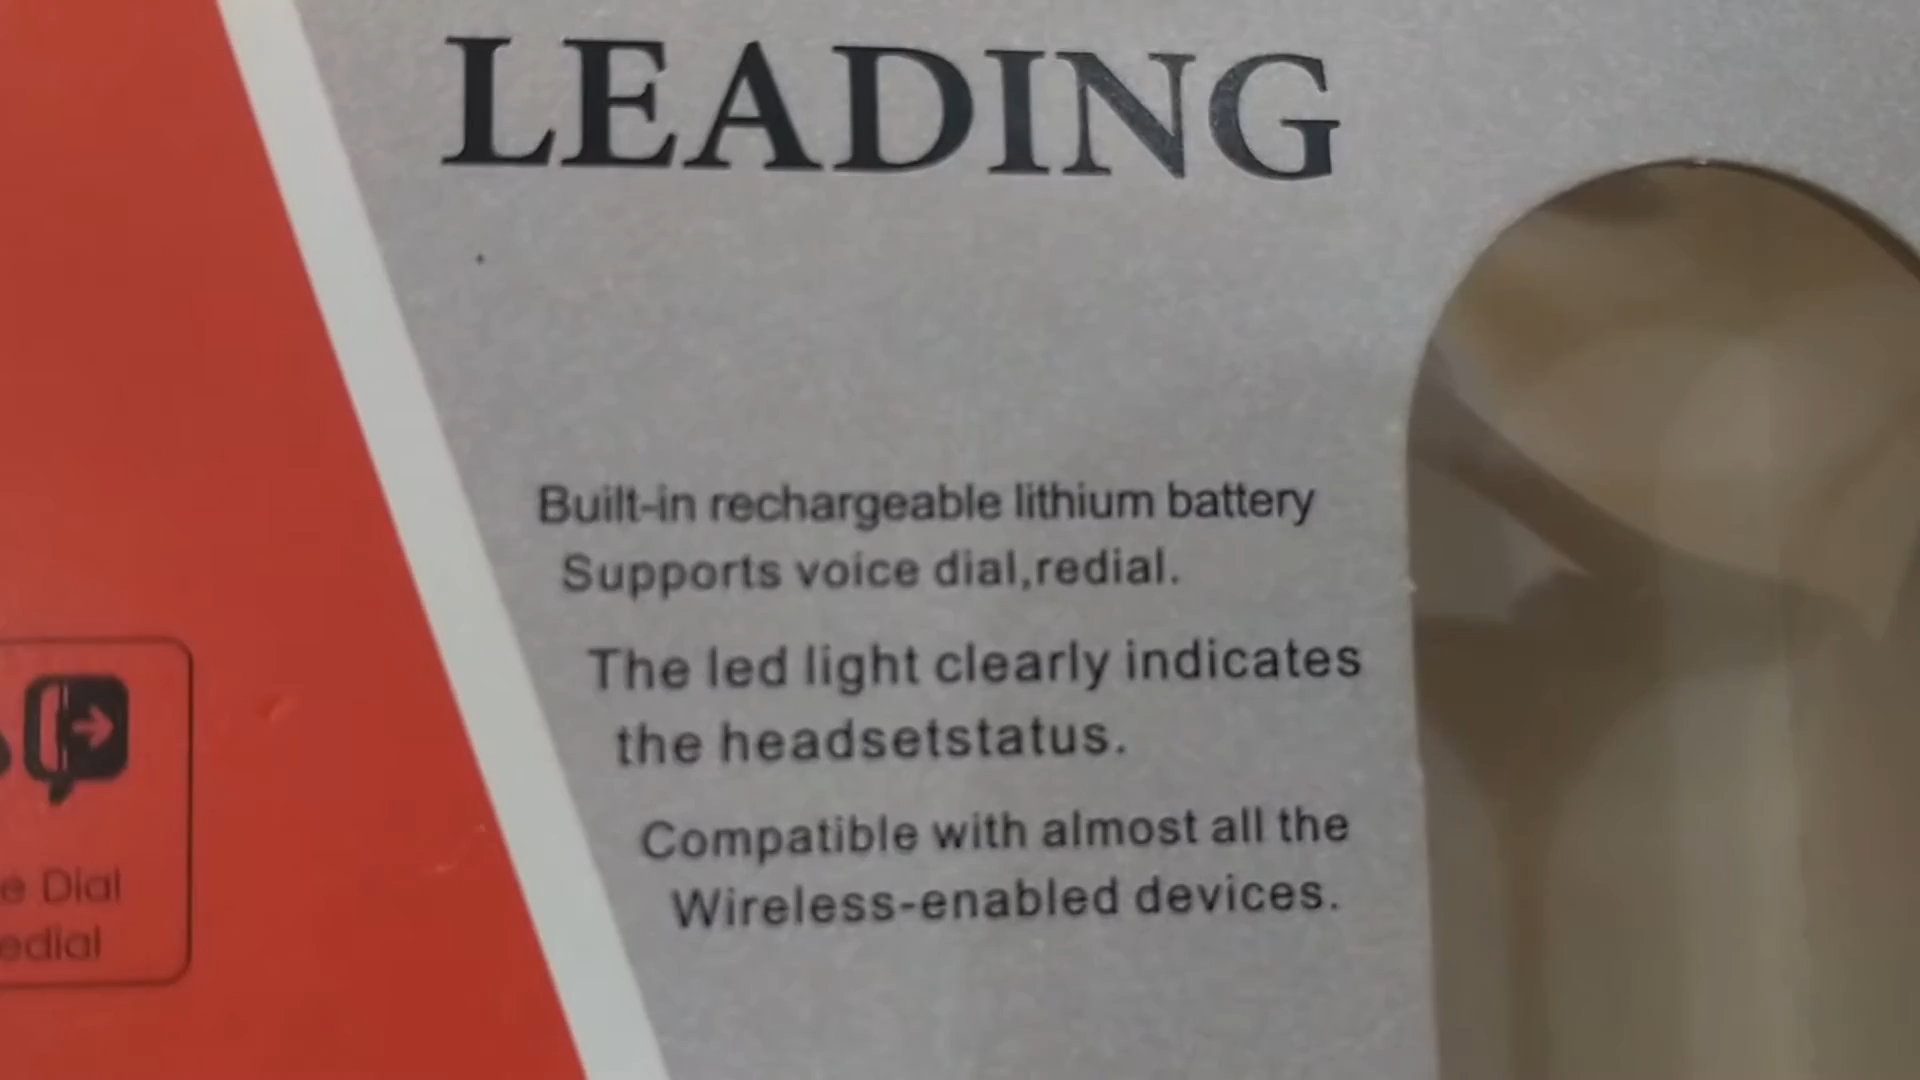 LEADING
Built-in rechargeable lithium battery
Supports voice dial,redial.
The led light clearly indicates
the headsetstatus.
Compatible with almost all the
Wireless-enabled devices.
e Dial
edial